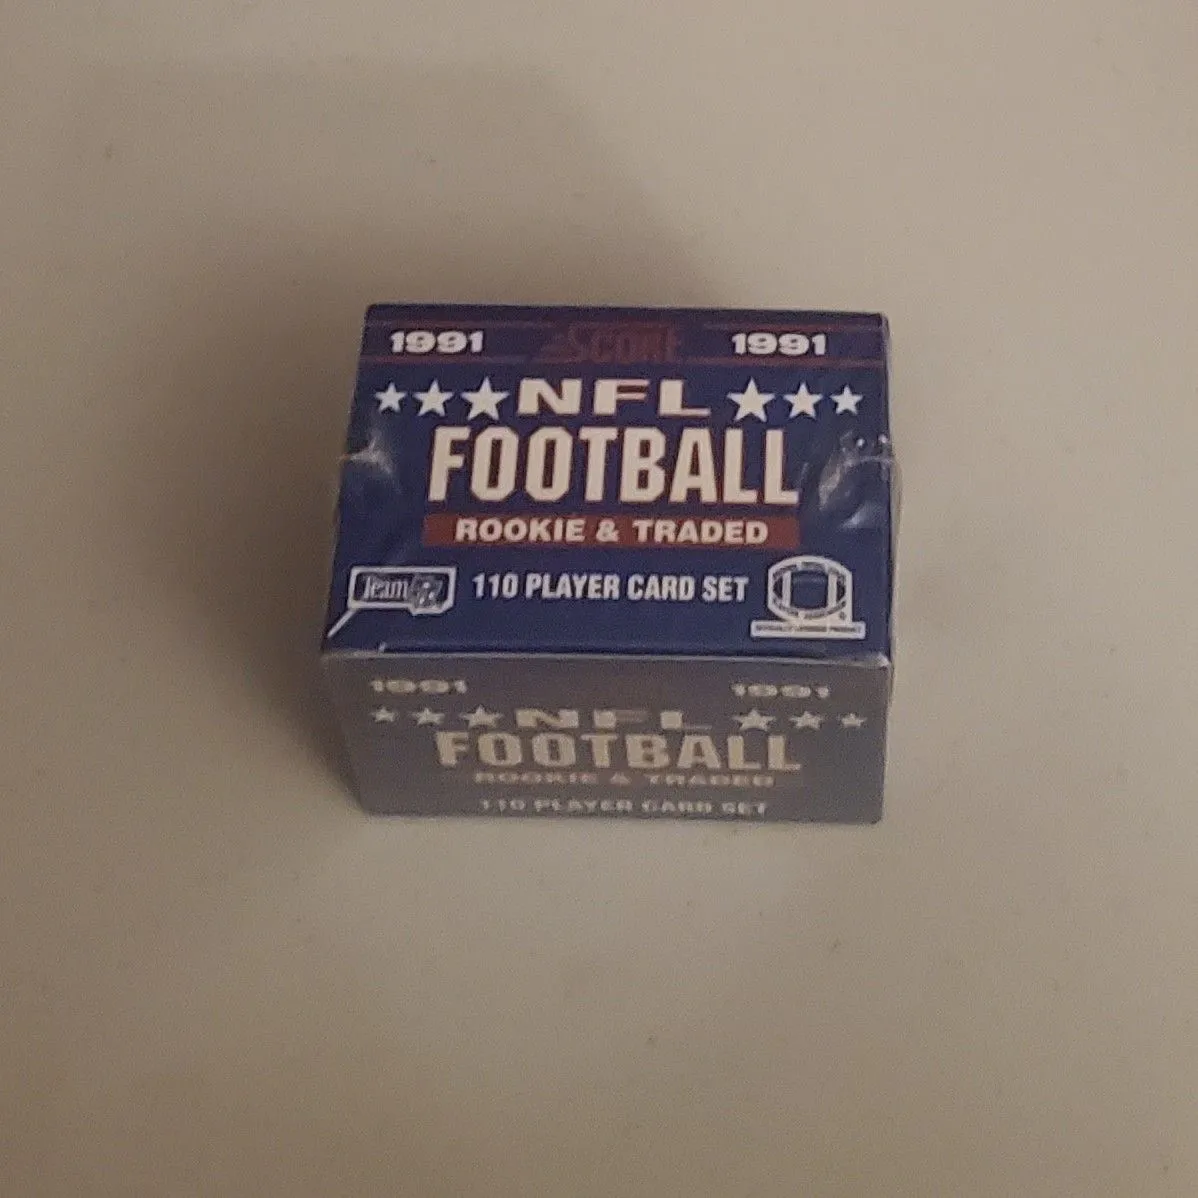 1991 SCORE 1991
NFL
FOOTBALL
ROOKIE & TRADED
Team NFL
110 PLAYER CARD SET
1991 1991
NFL
FOOTBALL
ROOKIE & TRADED
110 PLAYER CARD SET